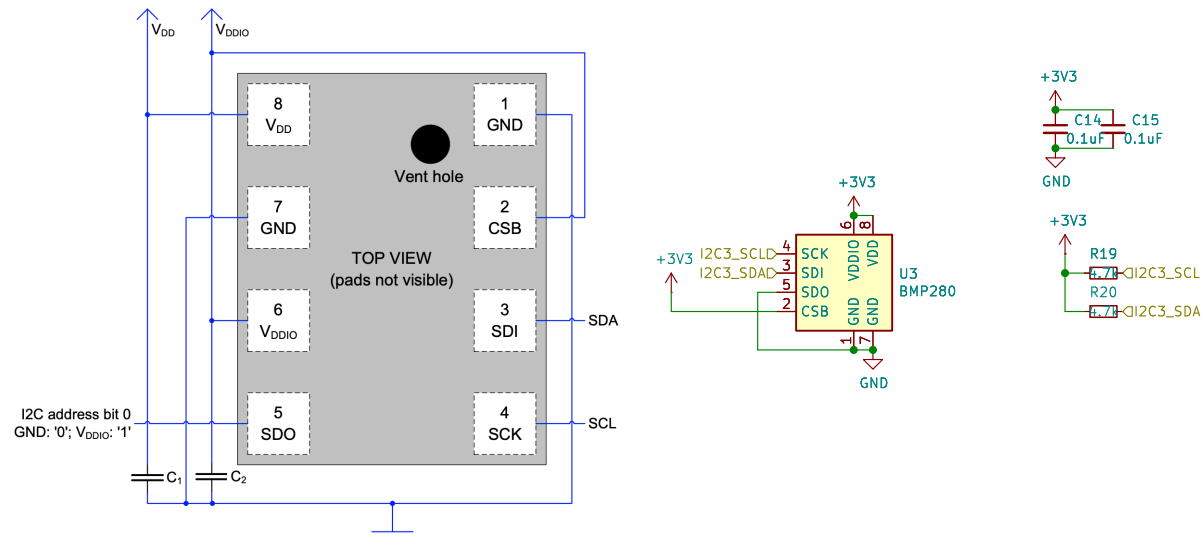 VDD
VDDIO
8
VDD
1
GND
Vent hole
7
GND
2
CSB
TOP VIEW
(pads not visible)
6
VDDIO
3
SDI
SDA
I2C address bit 0
GND: '0'; VDDIO: '1'
5
SDO
4
SCK
SCL
C1
C2
+3V3
+3V3
I2C3_SCL
I2C3_SDA
4
3
5
2
SCK
SDI
SDO
CSB
6
8
VDDIO
VDD
GND
GND
1
7
U3
BMP280
GND
+3V3
C14
0.1uF
C15
0.1uF
GND
+3V3
R19
4.7k
I2C3_SCL
R20
4.7k
I2C3_SDA